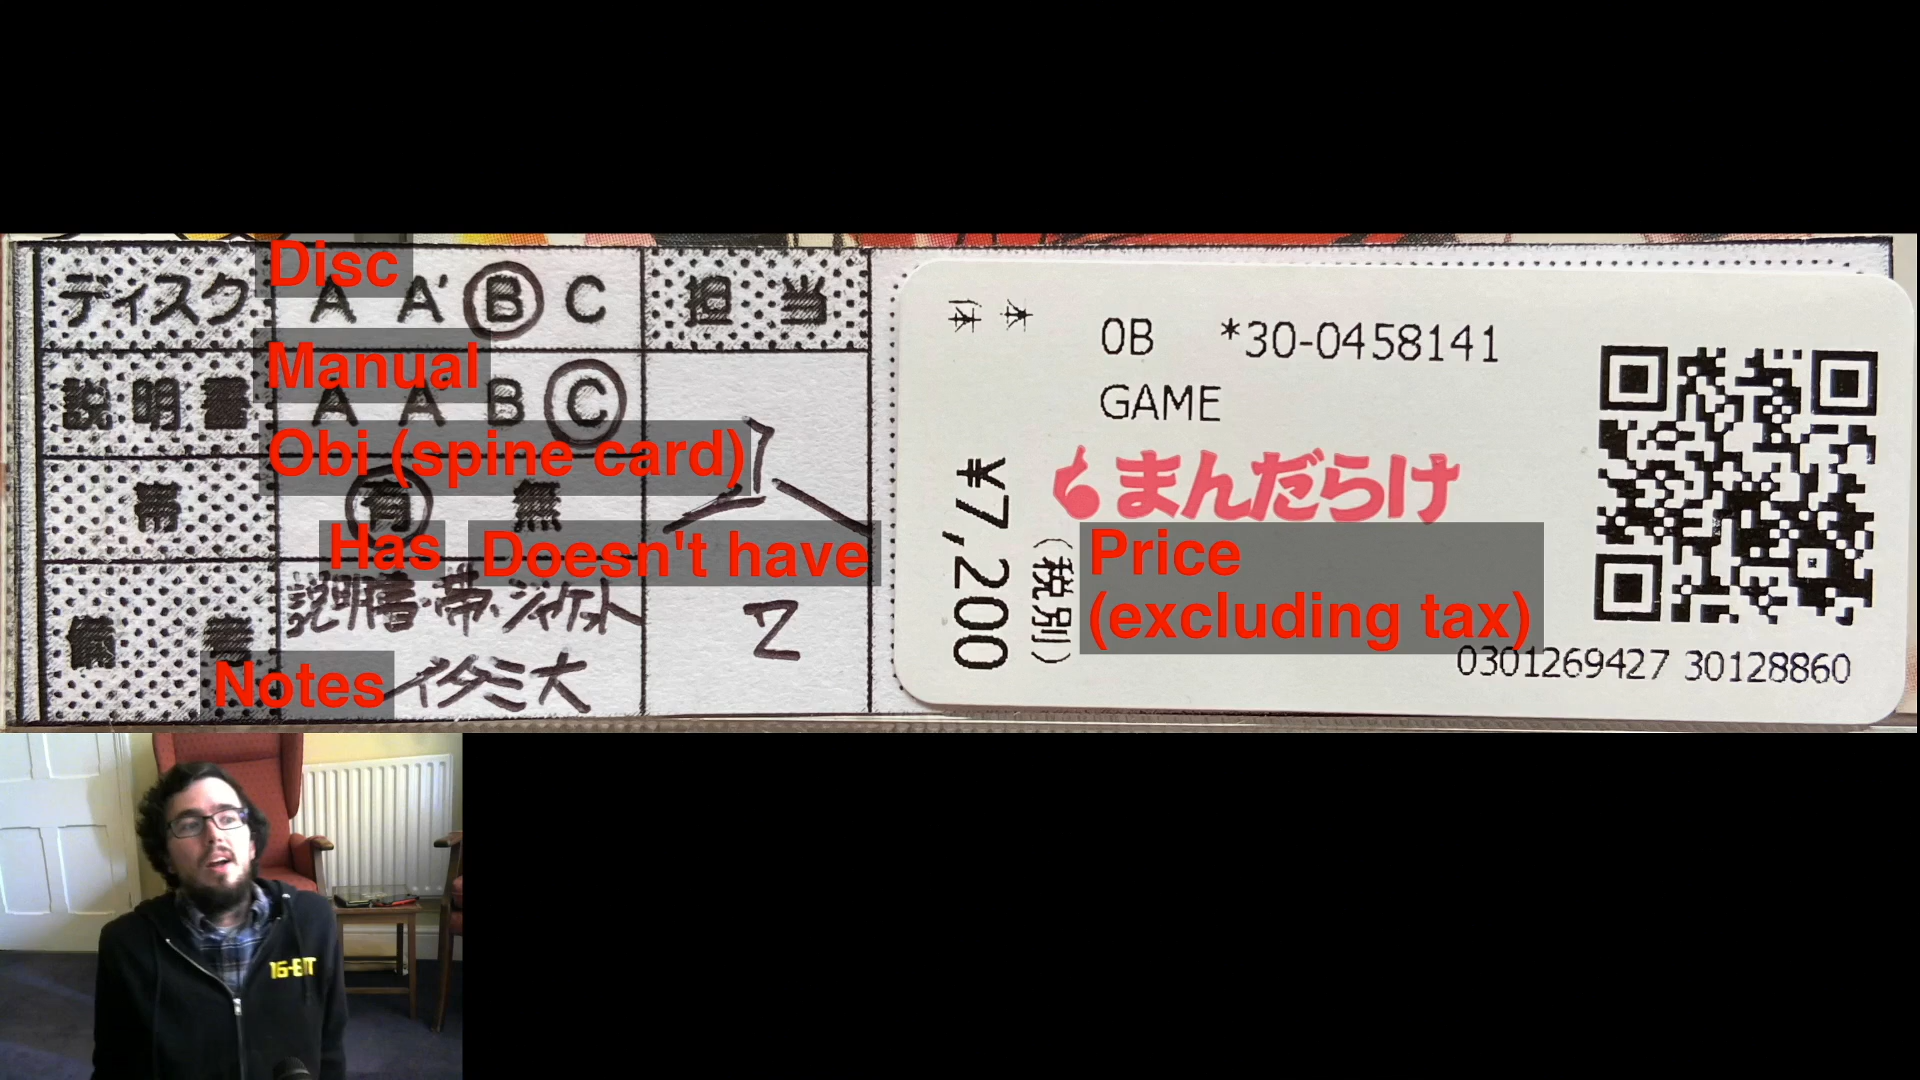 Disc
ディスク A A' B C 担当
Manual
説明書 A A' B C
Obi (spine card)
帯 有 無
Has Doesn't have
備考 説明書・帯・ジャケット
Notes イタミ大
2
本体
¥7,200
(税別)
0B *30-0458141
GAME
まんだらけ
Price
(excluding tax)
0301269427 30128860
16-BIT